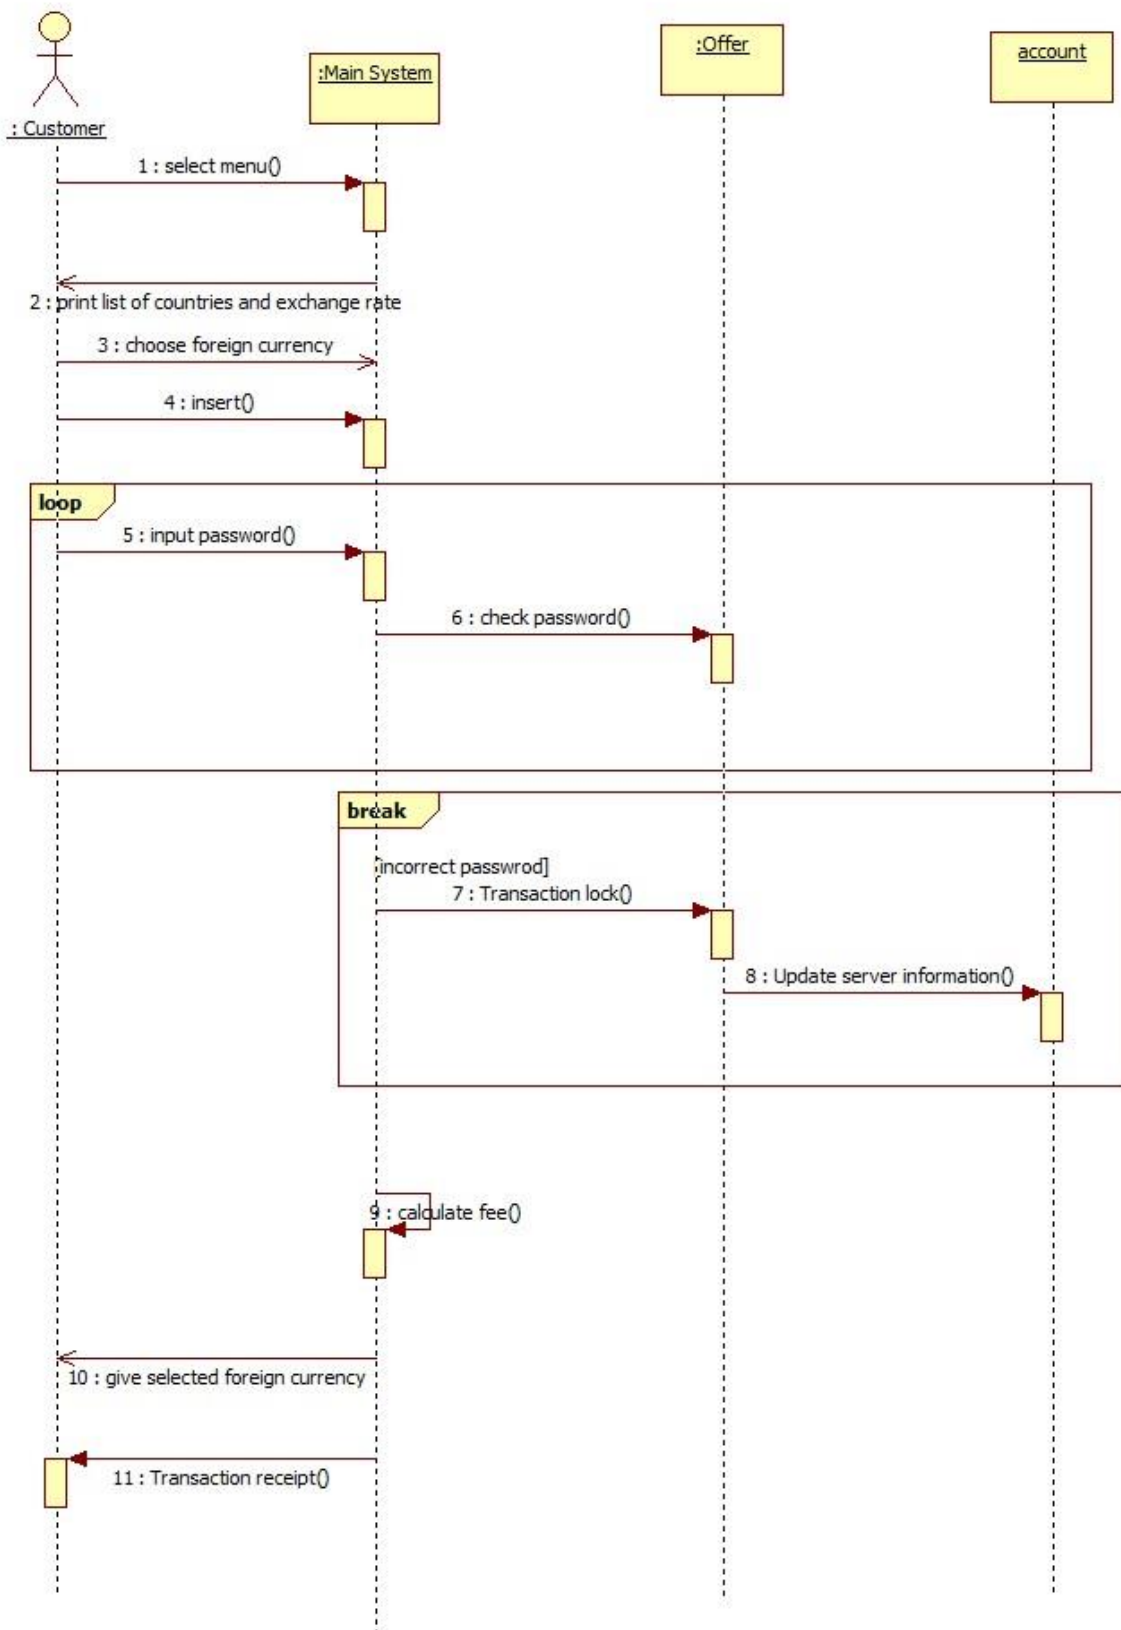 :Offer
account
:Main System
: Customer
1 : select menu()
2 : print list of countries and exchange rate
3 : choose foreign currency
4 : insert()
loop
5 : input password()
6 : check password()
break
[incorrect passwrod]
7 : Transaction lock()
8 : Update server information()
9 : calculate fee()
10 : give selected foreign currency
11 : Transaction receipt()